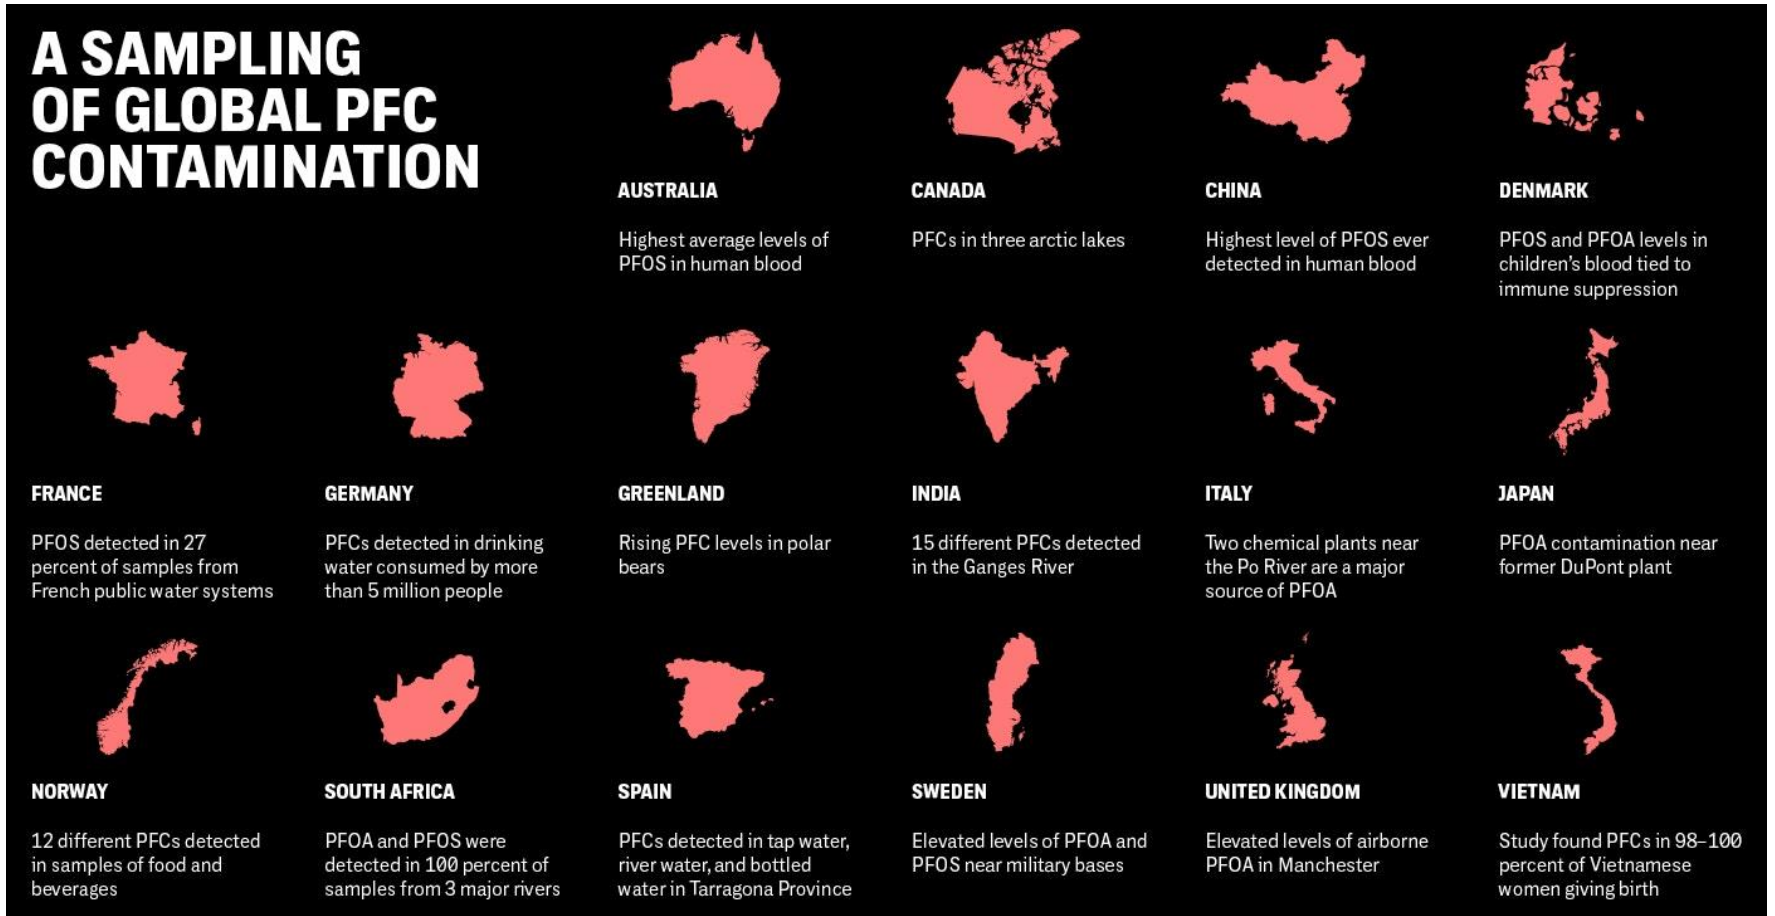 A SAMPLING
OF GLOBAL PFC
CONTAMINATION
AUSTRALIA
Highest average levels of
PFOS in human blood
CANADA
PFCs in three arctic lakes
CHINA
Highest level of PFOS ever
detected in human blood
DENMARK
PFOS and PFOA levels in
children's blood tied to
immune suppression
FRANCE
PFOS detected in 27
percent of samples from
French public water systems
GERMANY
PFCs detected in drinking
water consumed by more
than 5 million people
GREENLAND
Rising PFC levels in polar
bears
INDIA
15 different PFCs detected
in the Ganges River
ITALY
Two chemical plants near
the Po River are a major
source of PFOA
JAPAN
PFOA contamination near
former DuPont plant
NORWAY
12 different PFCs detected
in samples of food and
beverages
SOUTH AFRICA
PFOA and PFOS were
detected in 100 percent of
samples from 3 major rivers
SPAIN
PFCs detected in tap water,
river water, and bottled
water in Tarragona Province
SWEDEN
Elevated levels of PFOA and
PFOS near military bases
UNITED KINGDOM
Elevated levels of airborne
PFOA in Manchester
VIETNAM
Study found PFCs in 98–100
percent of Vietnamese
women giving birth